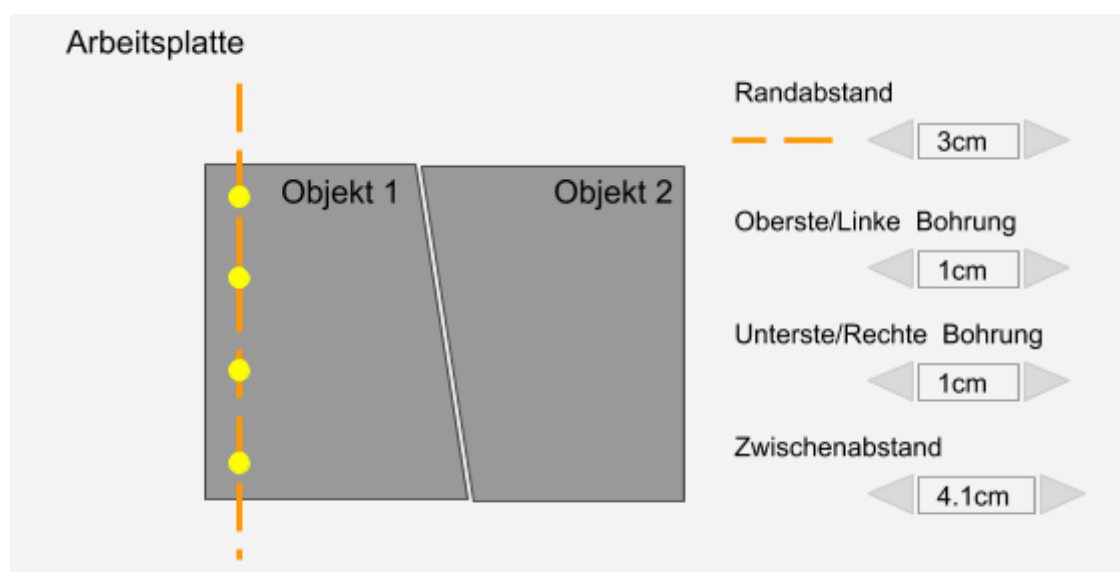 Arbeitsplatte
Objekt 1
Objekt 2
Randabstand
3cm
Oberste/Linke Bohrung
1cm
Unterste/Rechte Bohrung
1cm
Zwischenabstand
4.1cm